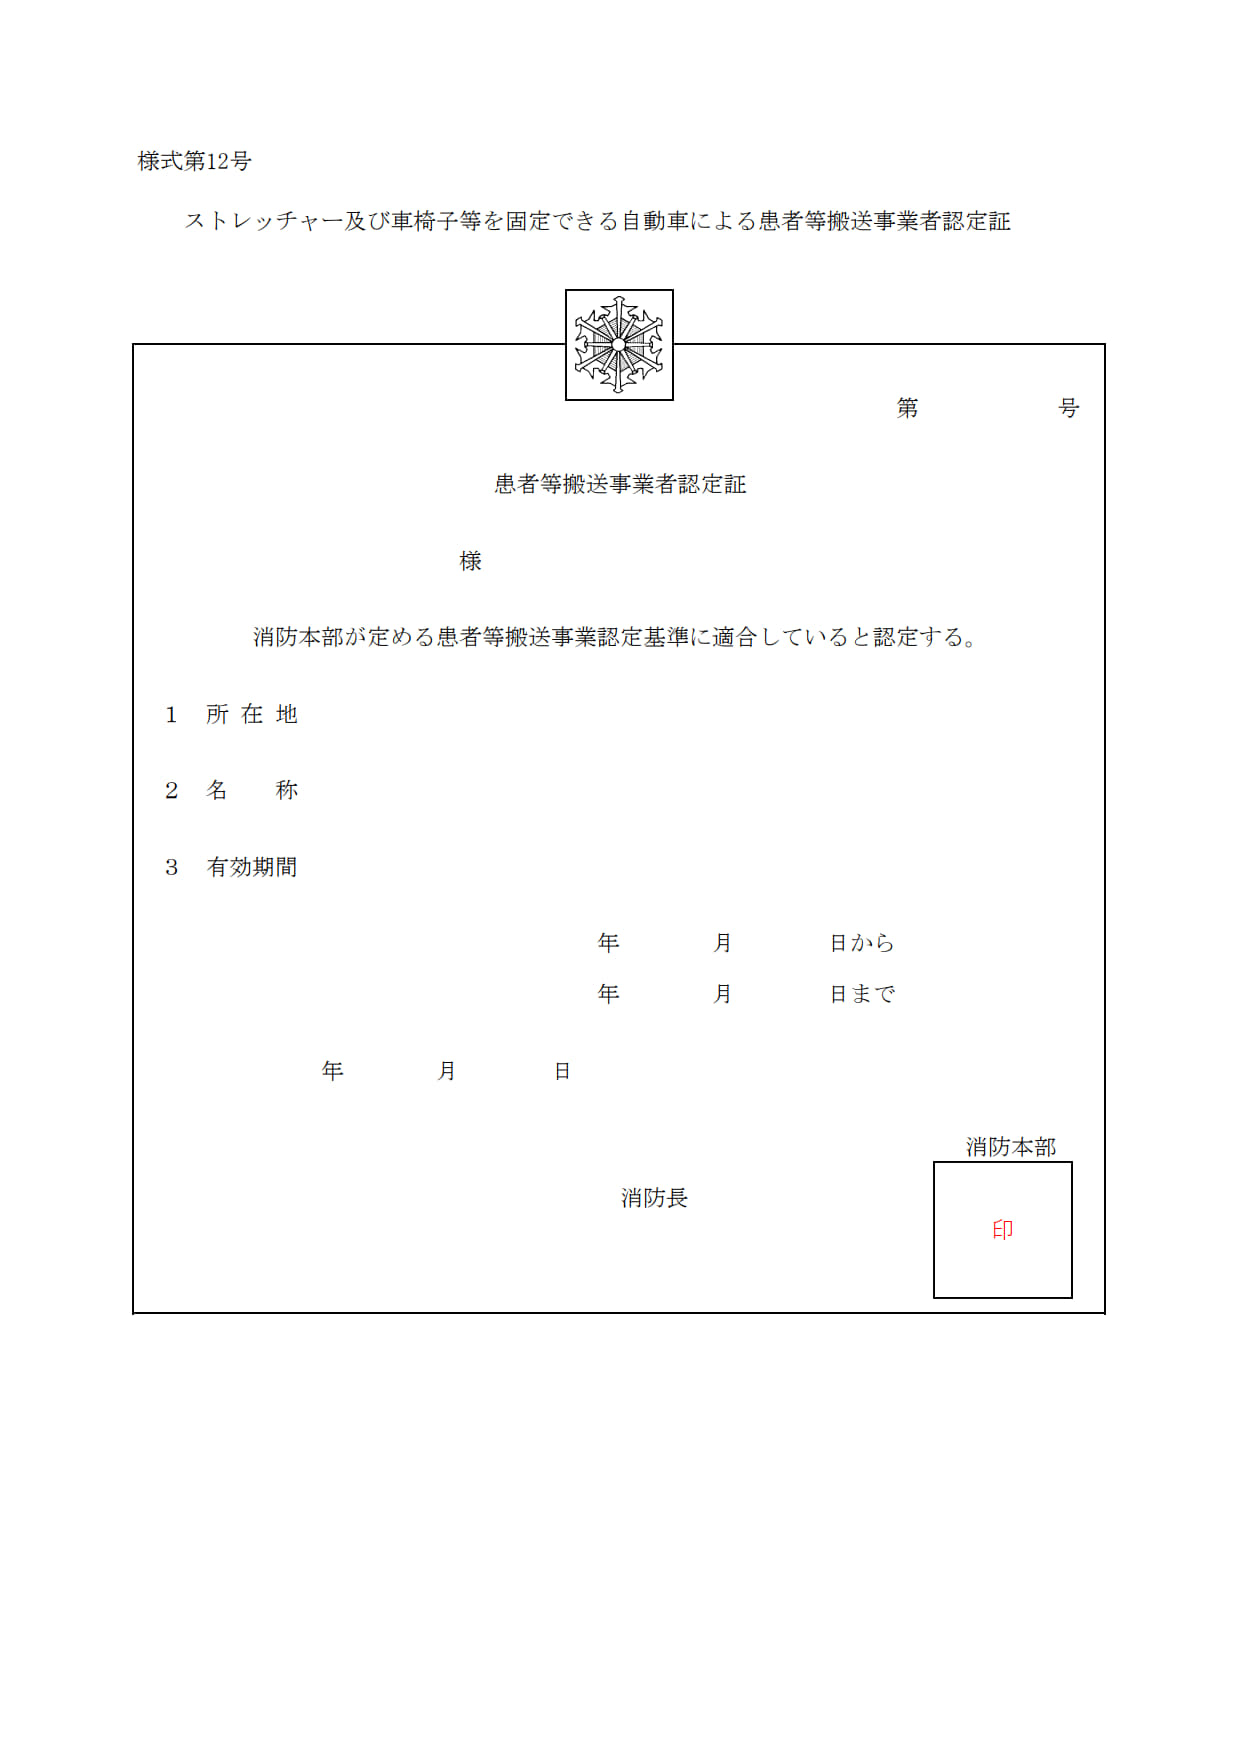 様式第12号
ストレッチャー及び車椅子等を固定できる自動車による患者等搬送事業者認定証
第　　　　　　号
患者等搬送事業者認定証
様
消防本部が定める患者等搬送事業認定基準に適合していると認定する。
１　所 在 地
２　名　　称
３　有効期間
年　　　　月　　　　日から
年　　　　月　　　　日まで
年　　　　月　　　　日
消防本部
消防長
印